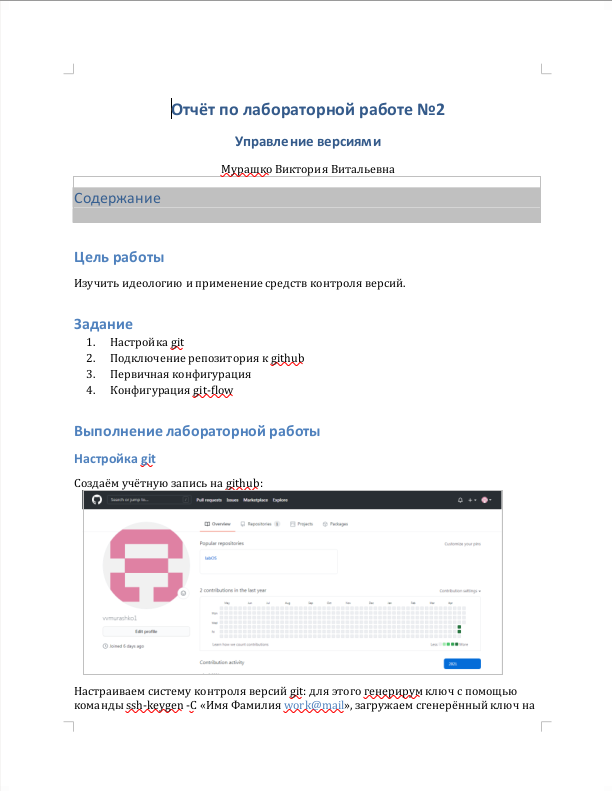 Отчёт по лабораторной работе №2
Управление версиями
Мурашко Виктория Витальевна
Содержание
Цель работы
Изучить идеологию и применение средств контроля версий.
Задание
1. Настройка git
2. Подключение репозитория к github
3. Первичная конфигурация
4. Конфигурация git-flow
Выполнение лабораторной работы
Настройка git
Создаём учётную запись на github:
Search or jump to... Pull requests Issues Marketplace Explore
Overview Repositories Projects Packages
Popular repositories Customize your pins
labOS
2 contributions in the last year Contribution settings
vvmurashko1
Edit profile
Learn how we count contributions Less More
Joined 8 days ago
Contribution activity 2021
Настраиваем систему контроля версий git: для этого генерирум ключ с помощью
команды ssh-keygen -C «Имя Фамилия work@mail», загружаем сгенерённый ключ на